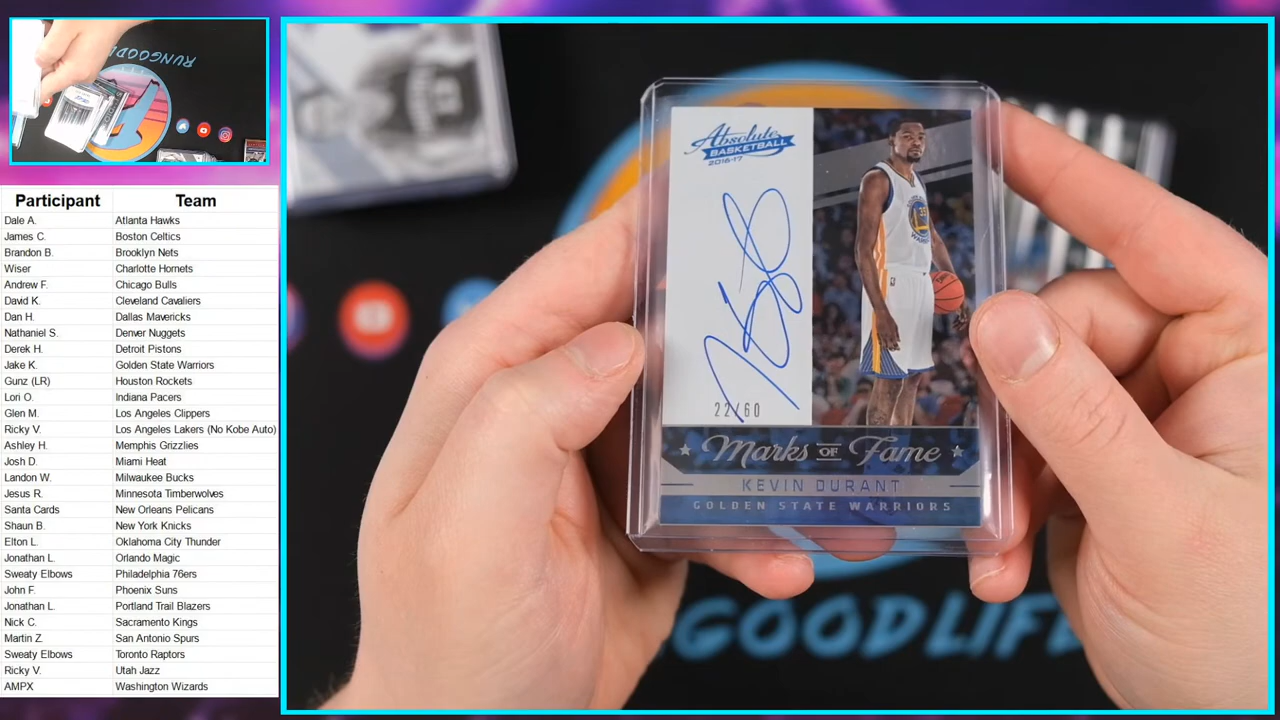 RUNGOODL
Participant Team
Dale A. Atlanta Hawks
James C. Boston Celtics
Brandon B. Brooklyn Nets
Wiser Charlotte Hornets
Andrew F. Chicago Bulls
David K. Cleveland Cavaliers
Dan H. Dallas Mavericks
Nathaniel S. Denver Nuggets
Derek H. Detroit Pistons
Jake K. Golden State Warriors
Gunz (LR) Houston Rockets
Lori O. Indiana Pacers
Glen M. Los Angeles Clippers
Ricky V. Los Angeles Lakers (No Kobe Auto)
Ashley H. Memphis Grizzlies
Josh D. Miami Heat
Landon W. Milwaukee Bucks
Jesus R. Minnesota Timberwolves
Santa Cards New Orleans Pelicans
Shaun B. New York Knicks
Elton L. Oklahoma City Thunder
Jonathan L. Orlando Magic
Sweaty Elbows Philadelphia 76ers
John F. Phoenix Suns
Jonathan L. Portland Trail Blazers
Nick C. Sacramento Kings
Martin Z. San Antonio Spurs
Sweaty Elbows Toronto Raptors
Ricky V. Utah Jazz
AMPX Washington Wizards
Absolute
BASKETBALL
2016-17
22/60
Marks OF Fame
KEVIN DURANT
GOLDEN STATE WARRIORS
NGOODLIFE